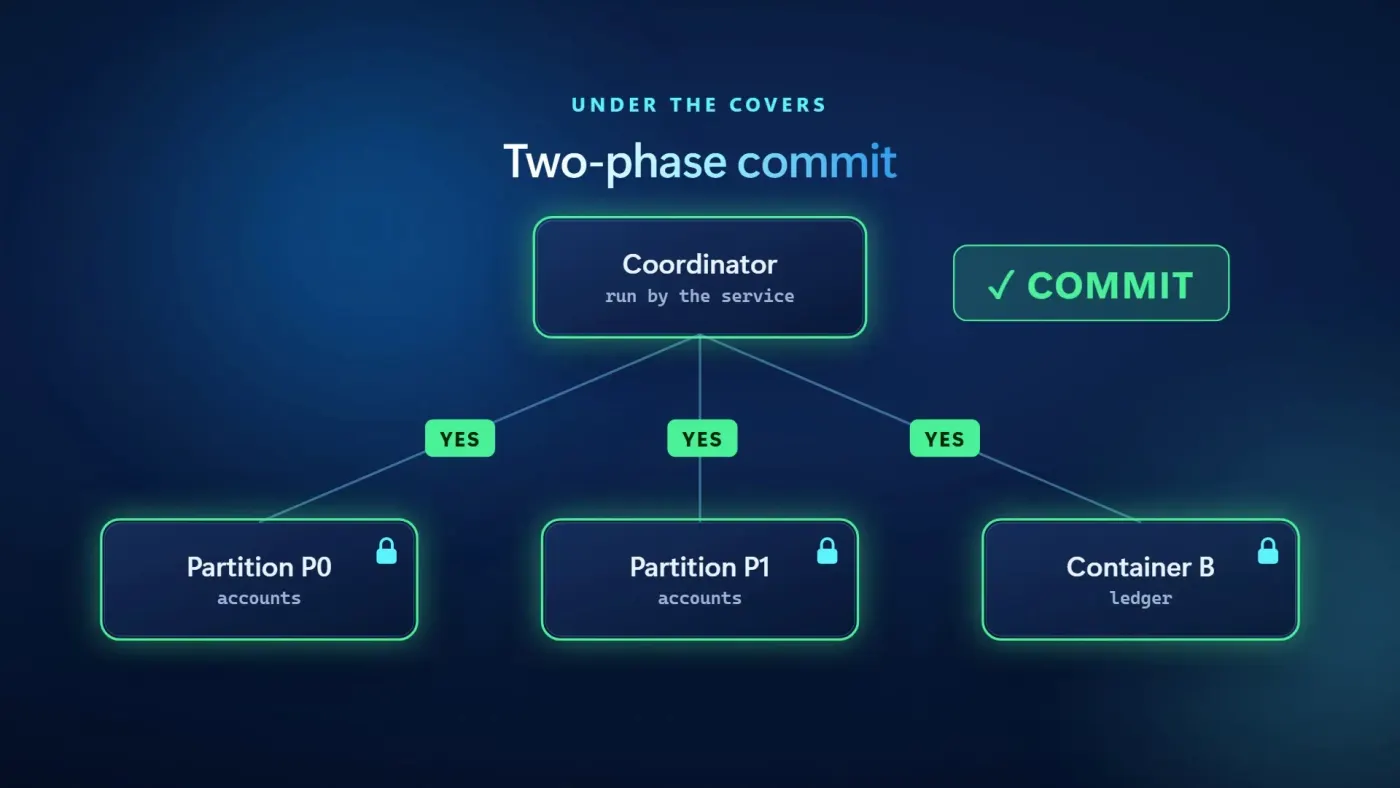 UNDER THE COVERS
Two-phase commit
Coordinator
run by the service
✓ COMMIT
YES
YES
YES
Partition P0
accounts
Partition P1
accounts
Container B
ledger